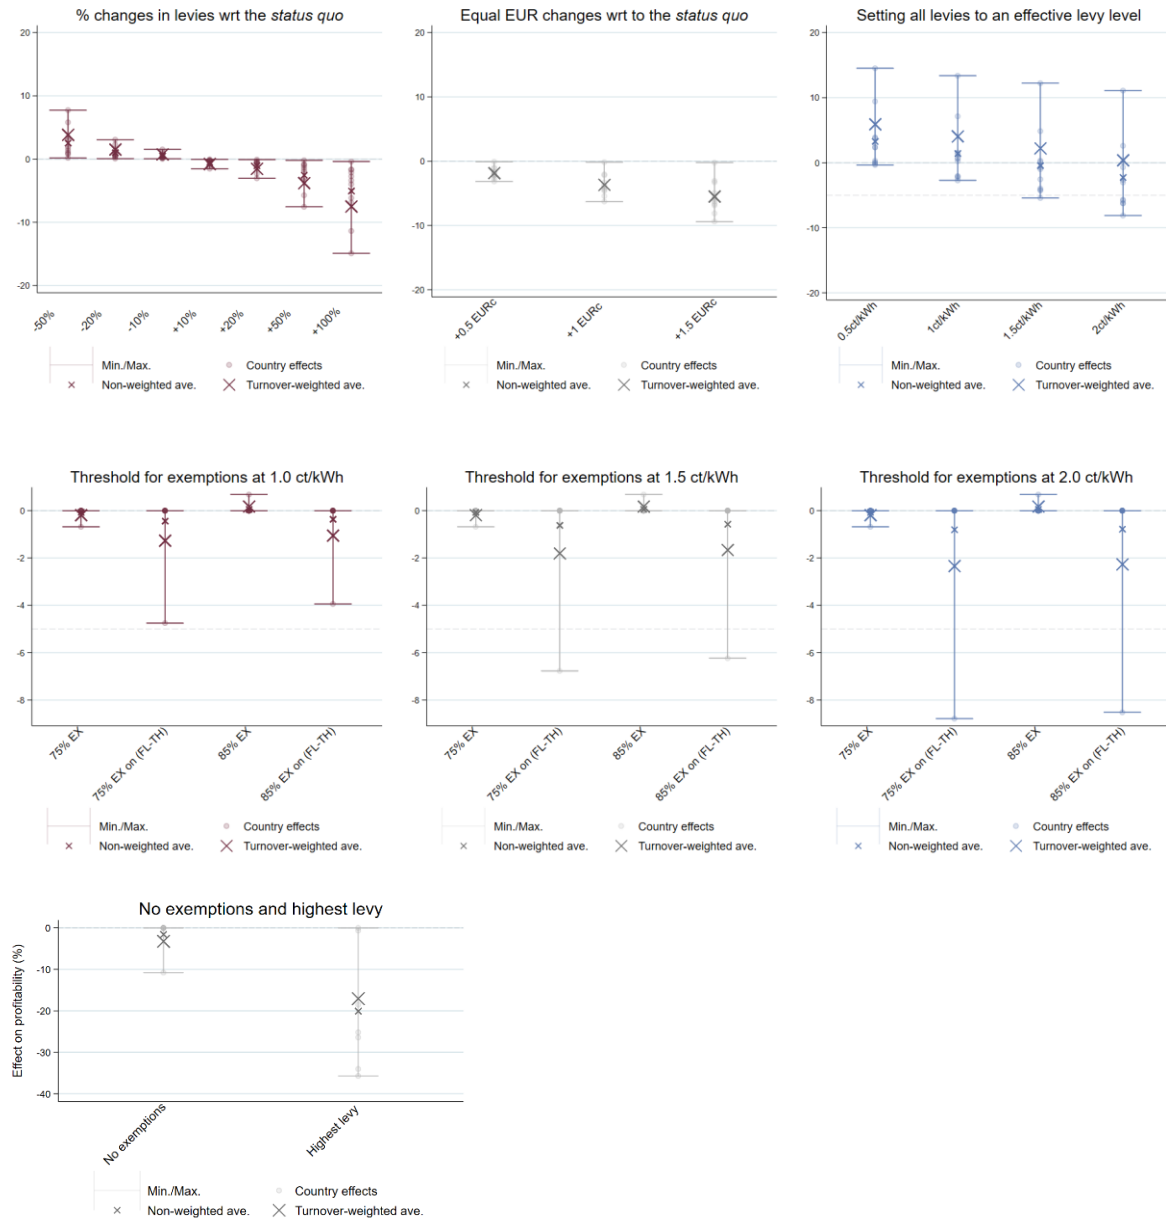 % changes in levies wrt the status quo
20
10
0
-10
-20
-50%
-20%
-10%
+10%
+20%
+50%
+100%
Min./Max.
Country effects
Non-weighted ave.
Turnover-weighted ave.
Equal EUR changes wrt to the status quo
20
10
0
-10
-20
+0.5 EURc
+1 EURc
+1.5 EURc
Min./Max.
Country effects
Non-weighted ave.
Turnover-weighted ave.
Setting all levies to an effective levy level
20
10
0
-10
-20
0.5ct/kWh
1ct/kWh
1.5ct/kWh
2ct/kWh
Min./Max.
Country effects
Non-weighted ave.
Turnover-weighted ave.
Threshold for exemptions at 1.0 ct/kWh
0
-2
-4
-6
-8
75% EX
75% EX on (FL-TH)
85% EX
85% EX on (FL-TH)
Min./Max.
Country effects
Non-weighted ave.
Turnover-weighted ave.
Threshold for exemptions at 1.5 ct/kWh
0
-2
-4
-6
-8
75% EX
75% EX on (FL-TH)
85% EX
85% EX on (FL-TH)
Min./Max.
Country effects
Non-weighted ave.
Turnover-weighted ave.
Threshold for exemptions at 2.0 ct/kWh
0
-2
-4
-6
-8
75% EX
75% EX on (FL-TH)
85% EX
85% EX on (FL-TH)
Min./Max.
Country effects
Non-weighted ave.
Turnover-weighted ave.
No exemptions and highest levy
Effect on profitability (%)
0
-10
-20
-30
-40
No exemptions
Highest levy
Min./Max.
Country effects
Non-weighted ave.
Turnover-weighted ave.